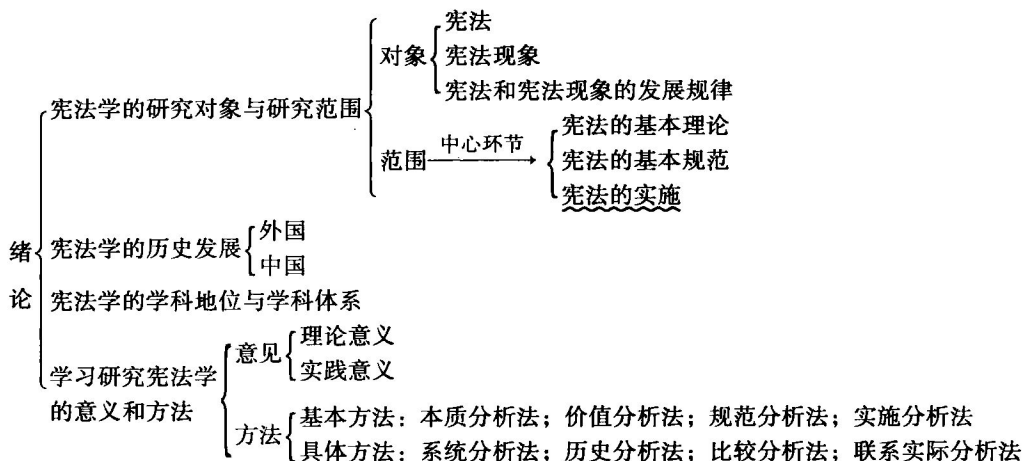 绪论
宪法学的研究对象与研究范围
对象
宪法
宪法现象
宪法和宪法现象的发展规律
范围
中心环节
宪法的基本理论
宪法的基本规范
宪法的实施
宪法学的历史发展
外国
中国
宪法学的学科地位与学科体系
学习研究宪法学
的意义和方法
意见
理论意义
实践意义
方法
基本方法：本质分析法；价值分析法；规范分析法；实施分析法
具体方法：系统分析法；历史分析法；比较分析法；联系实际分析法